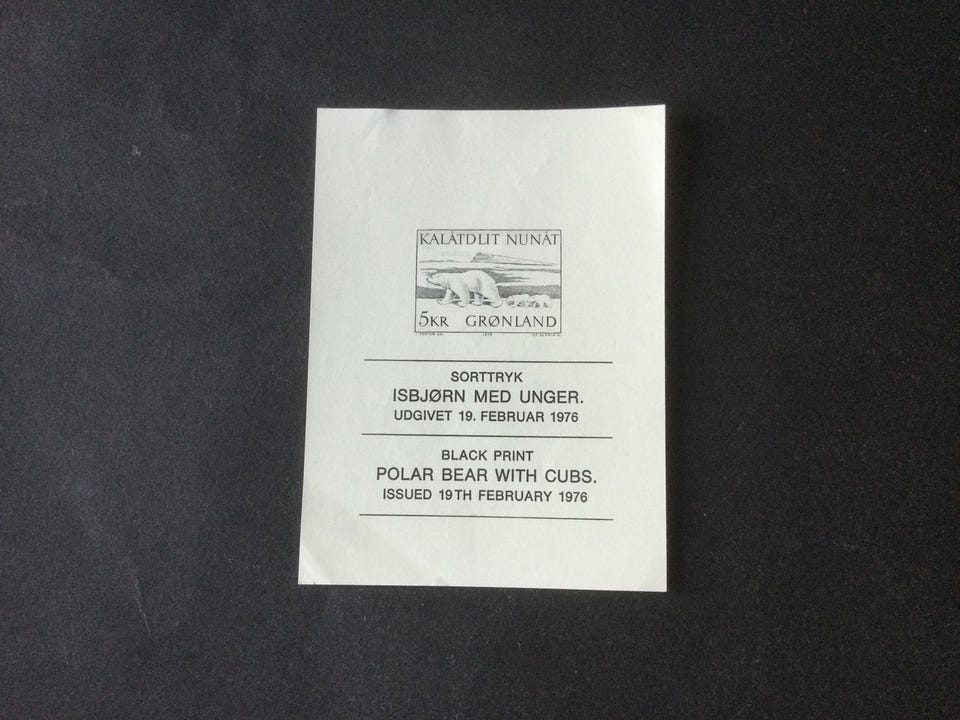 KALÂTDLIT NUNÂT
5KR GRØNLAND
1976
SORTTRYK
ISBJØRN MED UNGER.
UDGIVET 19. FEBRUAR 1976
BLACK PRINT
POLAR BEAR WITH CUBS.
ISSUED 19TH FEBRUARY 1976